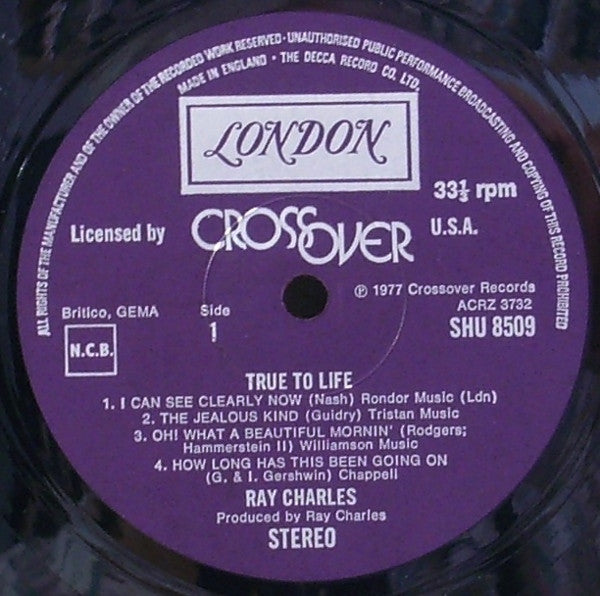 ALL RIGHTS OF THE MANUFACTURER AND OF THE OWNER OF THE RECORDED WORK RESERVED · UNAUTHORISED PUBLIC PERFORMANCE BROADCASTING AND COPYING OF THIS RECORD PROHIBITED
MADE IN ENGLAND · THE DECCA RECORD CO. LTD.
LONDON
33⅓ rpm
Licensed by CROSSOVER U.S.A.
℗ 1977 Crossover Records
Britico, GEMA Side ACRZ 3732
1 SHU 8509
N.C.B.
TRUE TO LIFE
1. I CAN SEE CLEARLY NOW (Nash) Rondor Music (Ldn)
2. THE JEALOUS KIND (Guidry) Tristan Music
3. OH! WHAT A BEAUTIFUL MORNIN' (Rodgers;
Hammerstein II) Williamson Music
4. HOW LONG HAS THIS BEEN GOING ON
(G. & I. Gershwin) Chappell
RAY CHARLES
Produced by Ray Charles
STEREO